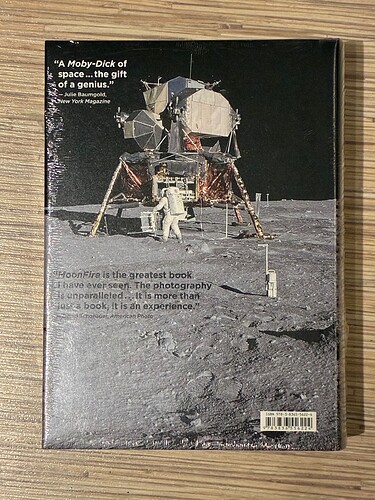 “A Moby-Dick of
space ... the gift
of a genius.”
— Julie Baumgold,
New York Magazine
“MoonFire is the greatest book
I have ever seen. The photography
is unparalleled ... It is more than
just a book, it is an experience.”
American Photo